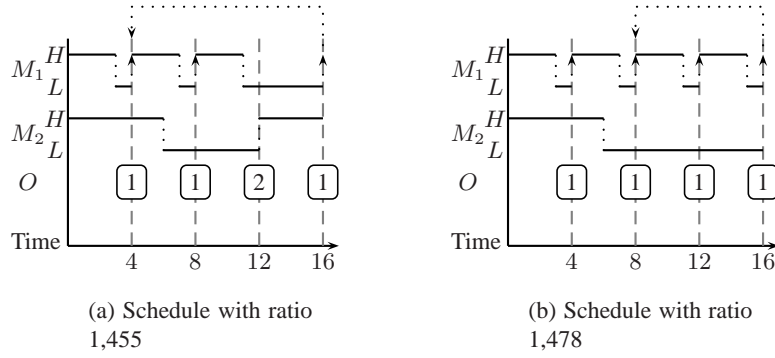 H
M1
L
H
M2
L
O 1 1 2 1
Time
4 8 12 16
(a) Schedule with ratio
1,455
H
M1
L
H
M2
L
O 1 1 1 1
Time
4 8 12 16
(b) Schedule with ratio
1,478